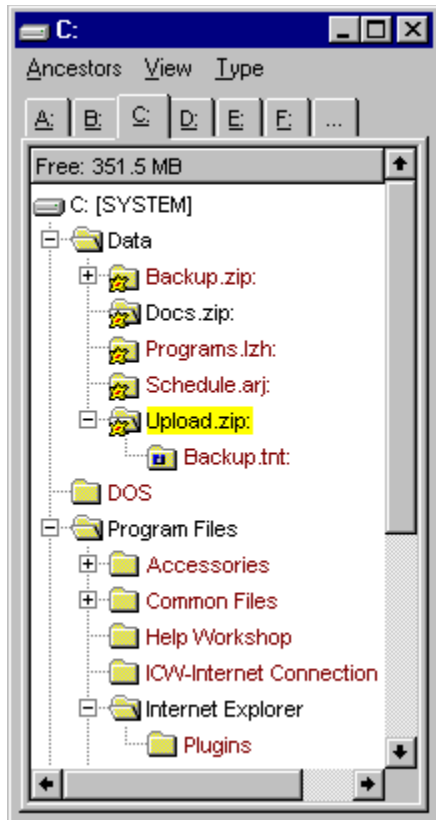 C:
Ancestors View Type
A: B: C: D: E: F: ...
Free: 351.5 MB
C: [SYSTEM]
Data
Backup.zip:
Docs.zip:
Programs.lzh:
Schedule.arj:
Upload.zip:
Backup.tnt:
DOS
Program Files
Accessories
Common Files
Help Workshop
ICW-Internet Connection
Internet Explorer
Plugins